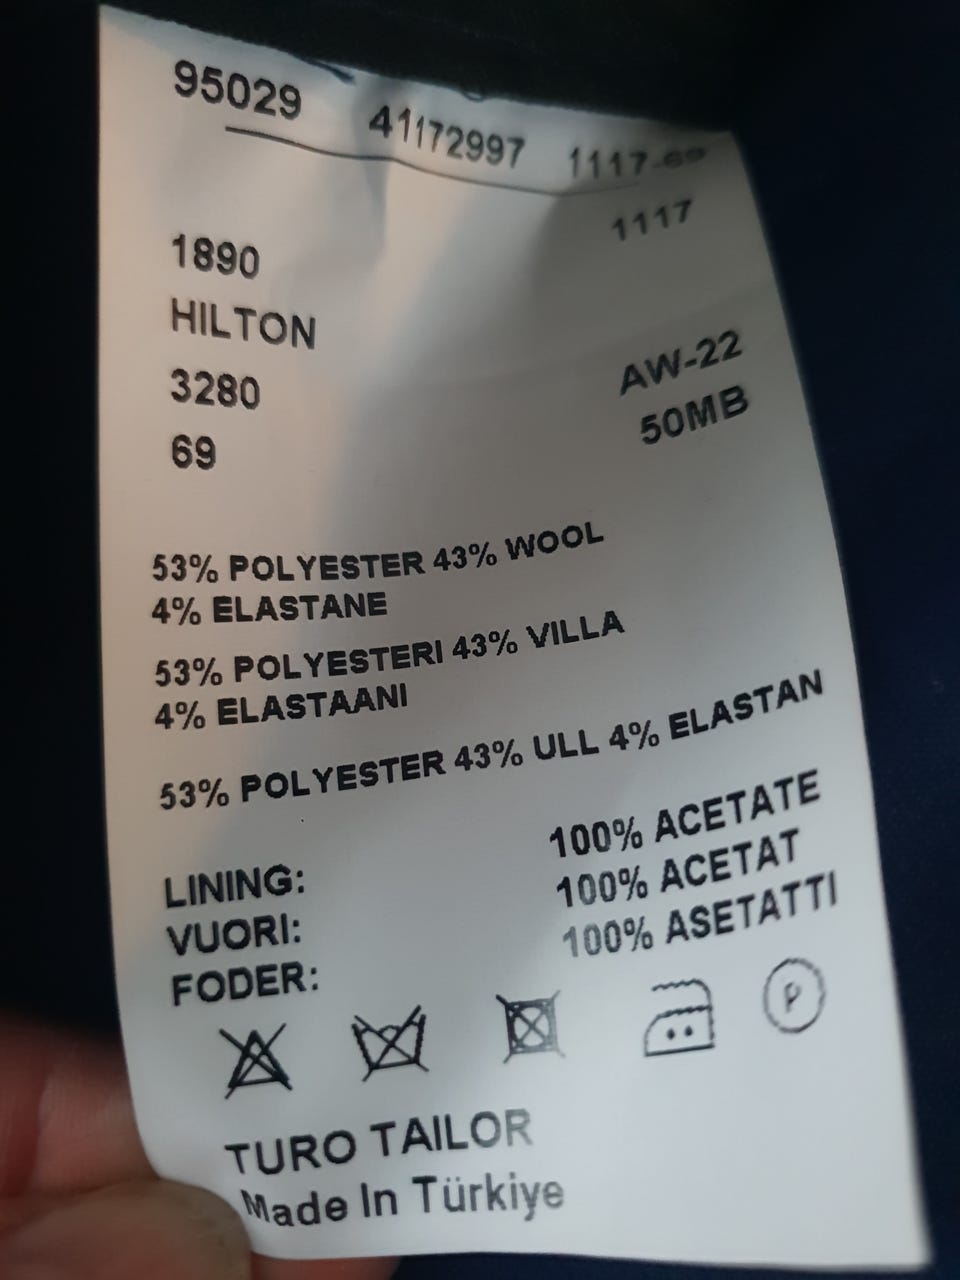 95029 41172997 1117-69
1117
1890
HILTON
3280
AW-22
69
50MB
53% POLYESTER 43% WOOL
4% ELASTANE
53% POLYESTERI 43% VILLA
4% ELASTAANI
53% POLYESTER 43% ULL 4% ELASTAN
LINING: 100% ACETATE
VUORI: 100% ACETAT
FODER: 100% ASETATTI
P
TURO TAILOR
Made In Türkiye